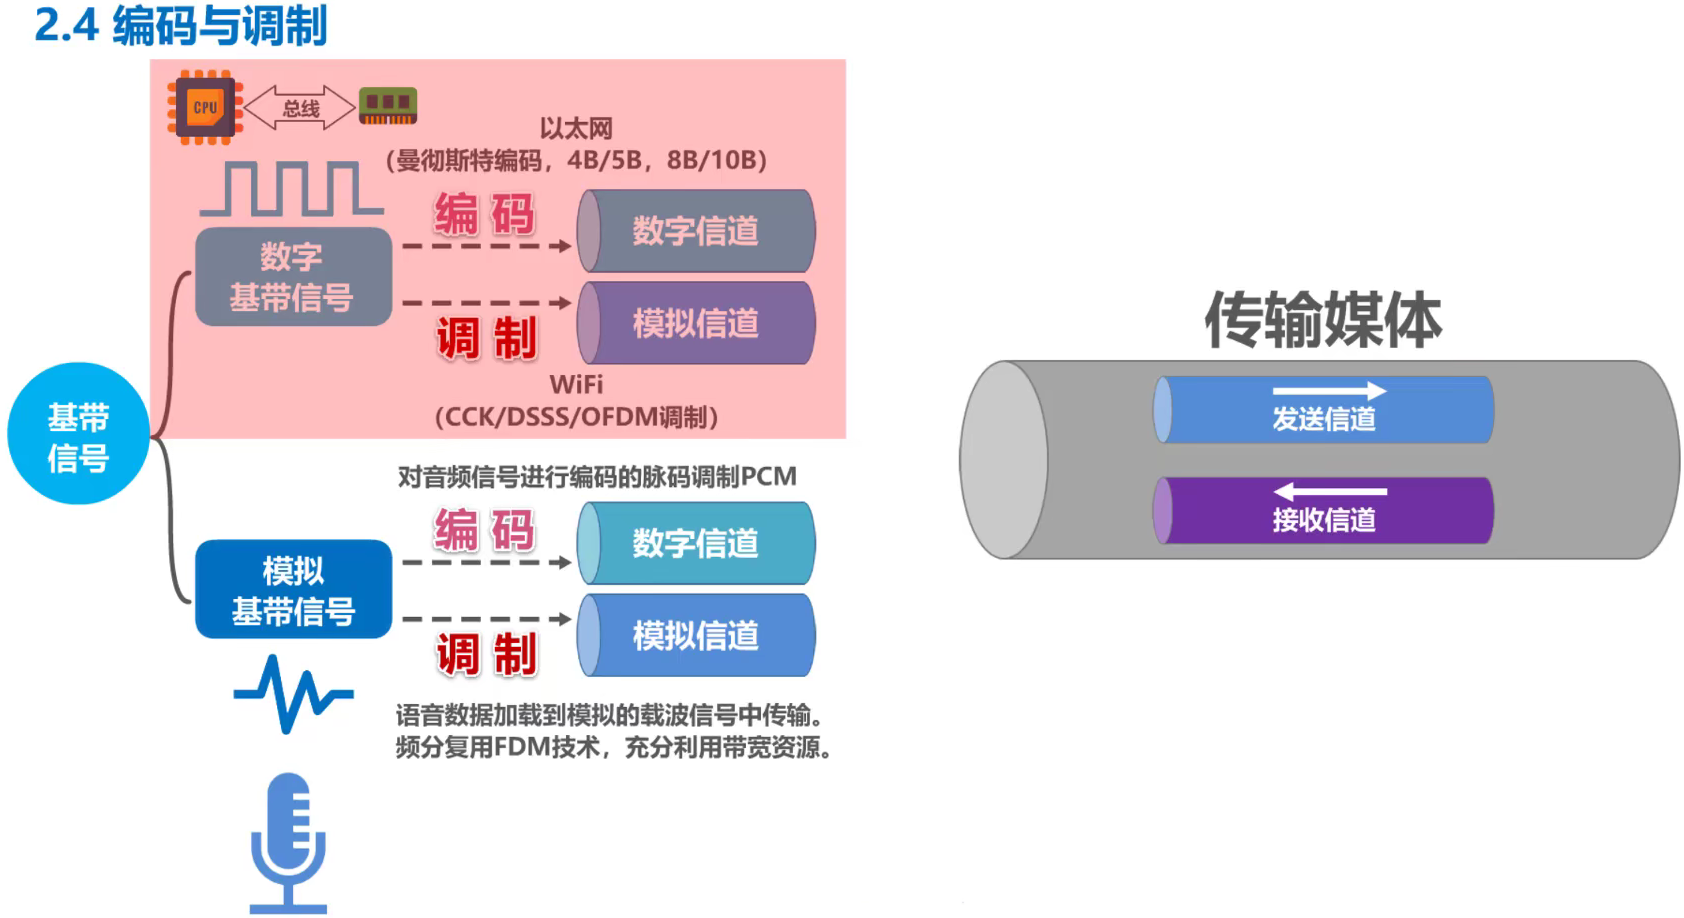 2.4 编码与调制
CPU
总线
以太网
（曼彻斯特编码，4B/5B，8B/10B）
编 码
数字信道
数字
基带信号
调 制
模拟信道
WiFi
（CCK/DSSS/OFDM调制）
基带
信号
对音频信号进行编码的脉码调制PCM
编 码
数字信道
模拟
基带信号
调 制
模拟信道
语音数据加载到模拟的载波信号中传输。
频分复用FDM技术，充分利用带宽资源。
传输媒体
发送信道
接收信道